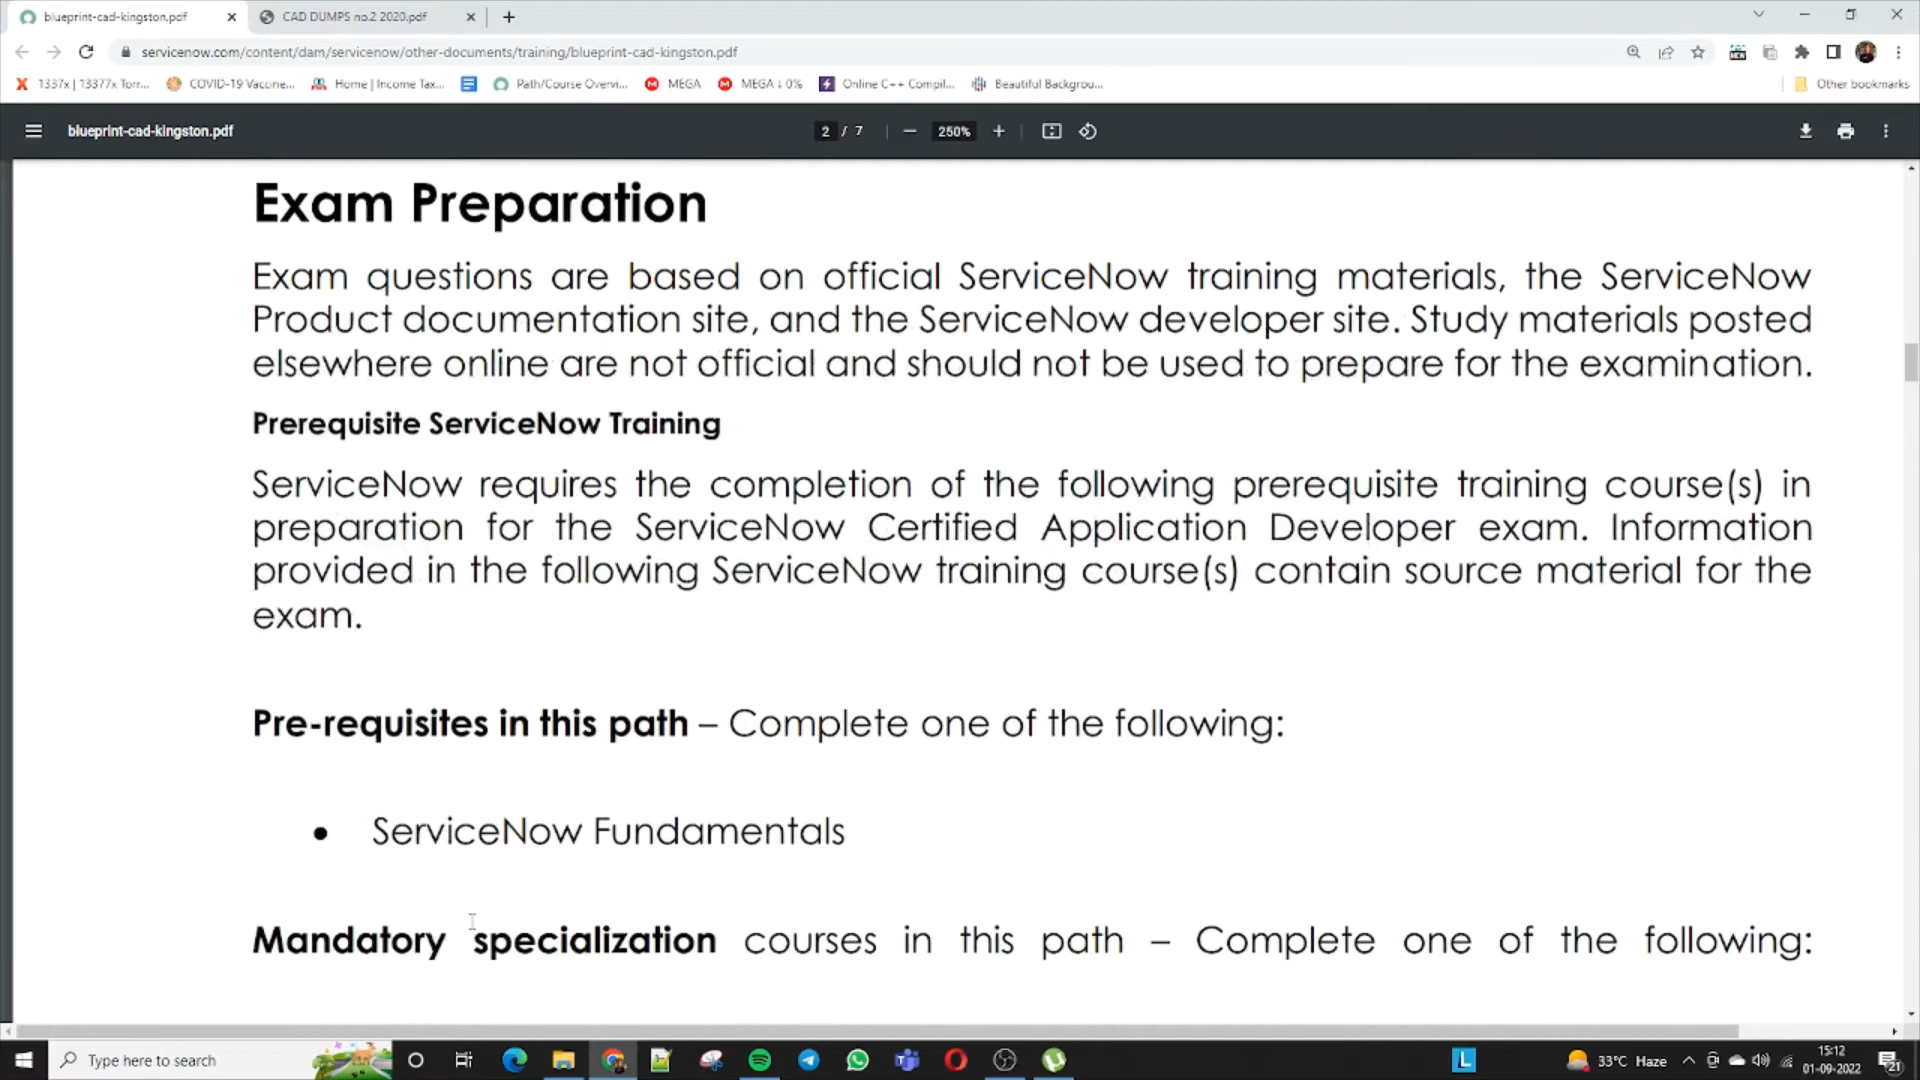 blueprint-cad-kingston.pdf
CAD DUMPS no.2 2020.pdf
servicenow.com/content/dam/servicenow/other-documents/training/blueprint-cad-kingston.pdf
1337x | 13377x Torr...
COVID-19 Vaccine...
Home | Income Tax...
Path/Course Overvi...
MEGA
MEGA ↓ 0%
Online C++ Compil...
Beautiful Backgrou...
Other bookmarks
blueprint-cad-kingston.pdf
2 / 7
250%
Exam Preparation
Exam questions are based on official ServiceNow training materials, the ServiceNow
Product documentation site, and the ServiceNow developer site. Study materials posted
elsewhere online are not official and should not be used to prepare for the examination.
Prerequisite ServiceNow Training
ServiceNow requires the completion of the following prerequisite training course(s) in
preparation for the ServiceNow Certified Application Developer exam. Information
provided in the following ServiceNow training course(s) contain source material for the
exam.
Pre-requisites in this path – Complete one of the following:
• ServiceNow Fundamentals
Mandatory specialization courses in this path – Complete one of the following:
Type here to search
L
33°C Haze
15:12
01-09-2022
21